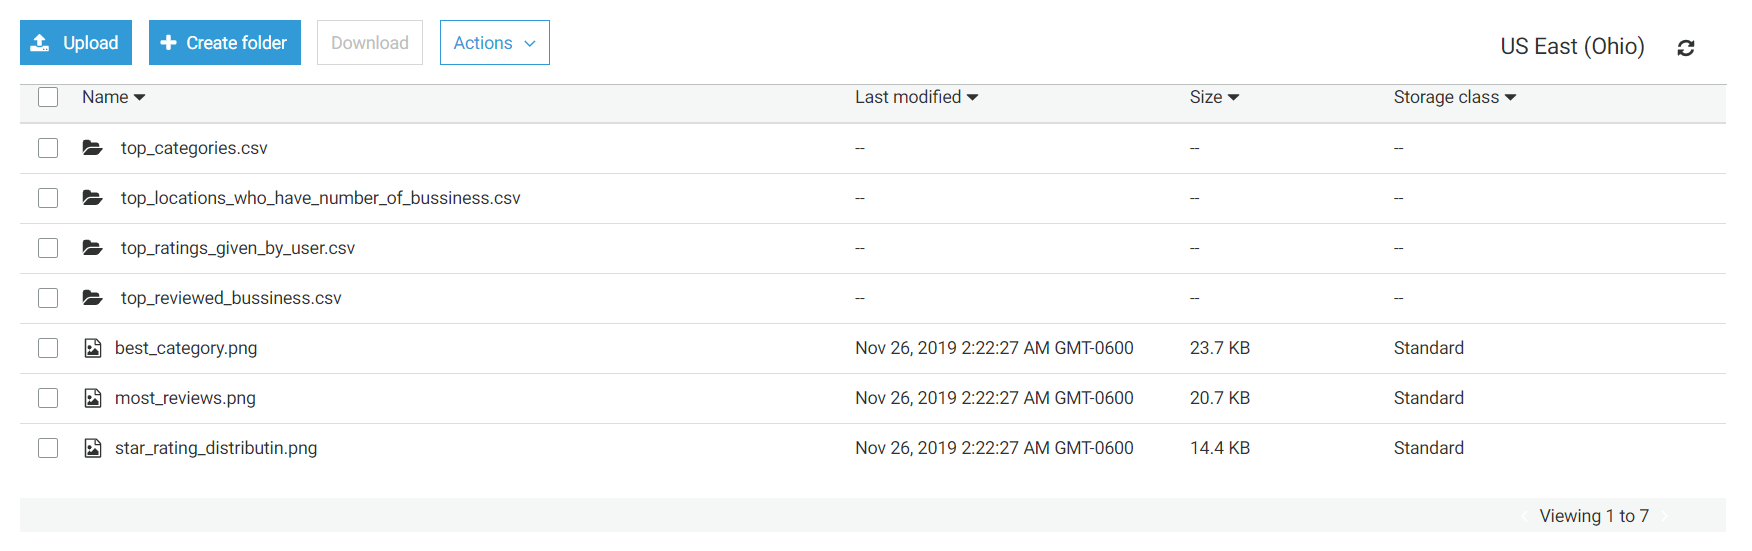 Upload Create folder Download Actions US East (Ohio)
Name Last modified Size Storage class
top_categories.csv -- -- --
top_locations_who_have_number_of_bussiness.csv -- -- --
top_ratings_given_by_user.csv -- -- --
top_reviewed_bussiness.csv -- -- --
best_category.png Nov 26, 2019 2:22:27 AM GMT-0600 23.7 KB Standard
most_reviews.png Nov 26, 2019 2:22:27 AM GMT-0600 20.7 KB Standard
star_rating_distributin.png Nov 26, 2019 2:22:27 AM GMT-0600 14.4 KB Standard
Viewing 1 to 7